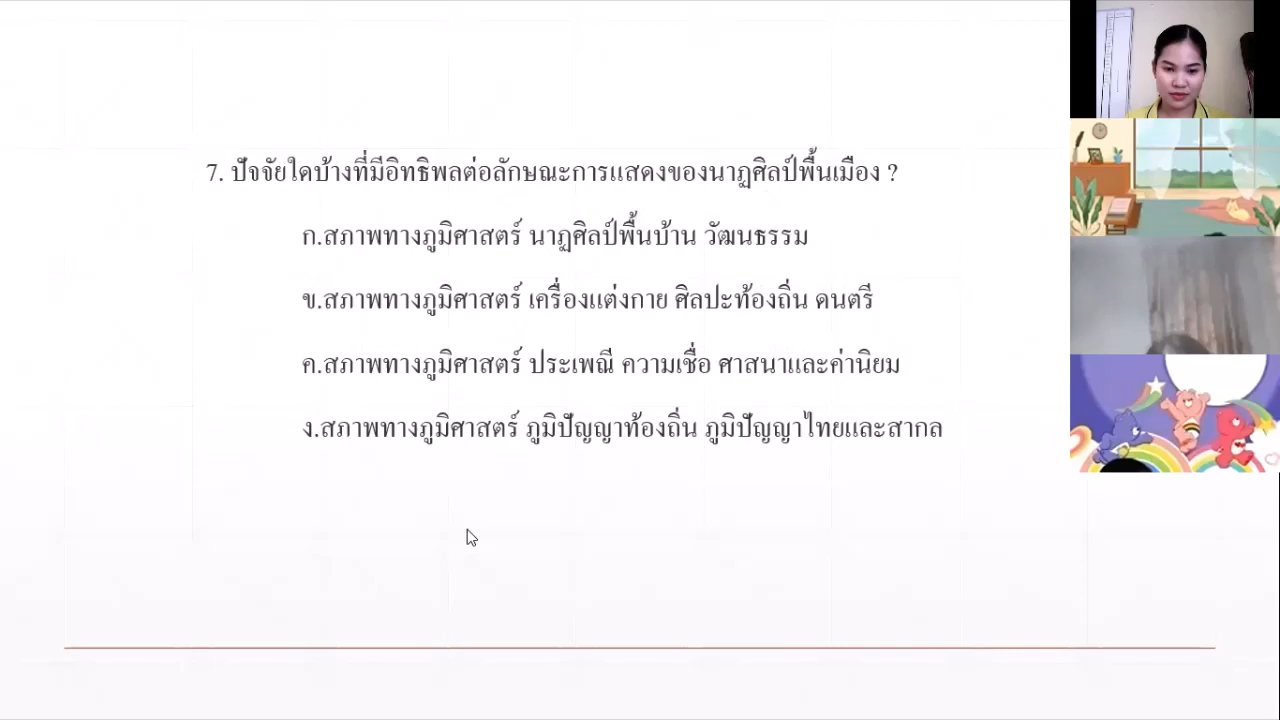 7. ปัจจัยใดบ้างที่มีอิทธิพลต่อลักษณะการแสดงของนาฏศิลป์พื้นเมือง ?
ก.สภาพทางภูมิศาสตร์ นาฏศิลป์พื้นบ้าน วัฒนธรรม
ข.สภาพทางภูมิศาสตร์ เครื่องแต่งกาย ศิลปะท้องถิ่น ดนตรี
ค.สภาพทางภูมิศาสตร์ ประเพณี ความเชื่อ ศาสนาและค่านิยม
ง.สภาพทางภูมิศาสตร์ ภูมิปัญญาท้องถิ่น ภูมิปัญญาไทยและสากล